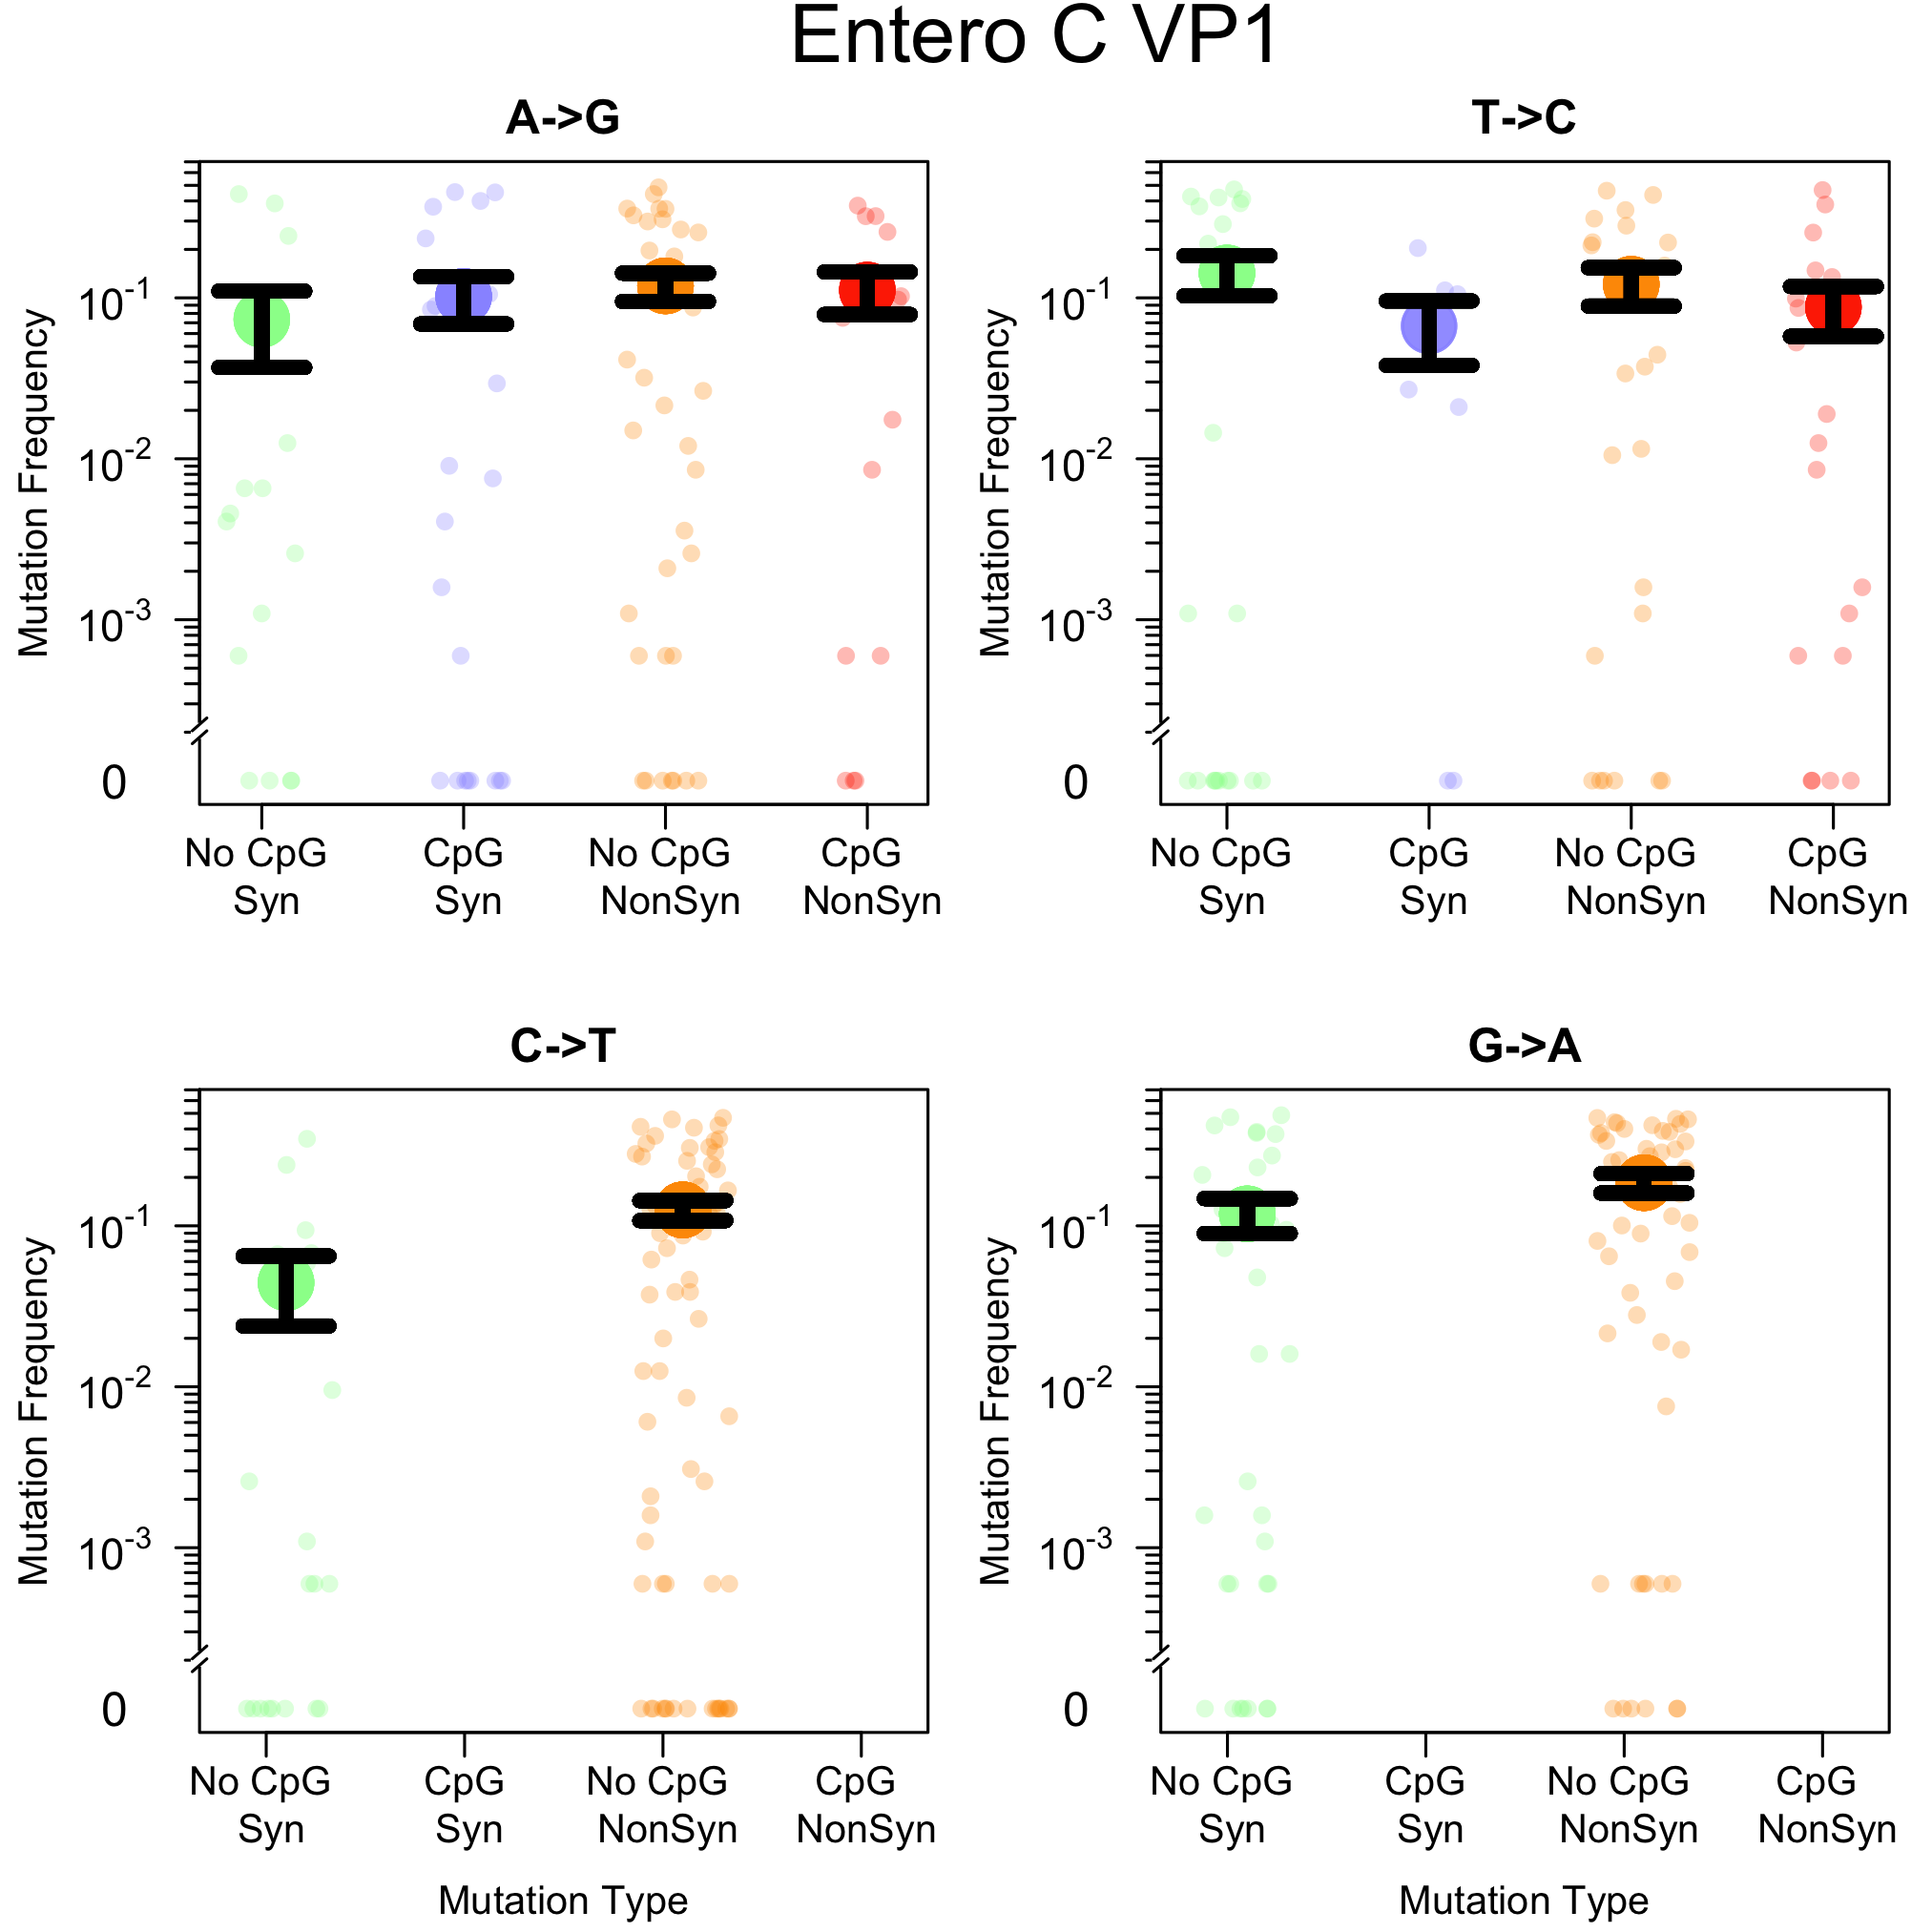 Entero C VP1
A->G
Mutation Frequency
10-1
10-2
10-3
0
No CpG Syn
CpG Syn
No CpG NonSyn
CpG NonSyn
T->C
Mutation Frequency
10-1
10-2
10-3
0
No CpG Syn
CpG Syn
No CpG NonSyn
CpG NonSyn
C->T
Mutation Frequency
10-1
10-2
10-3
0
No CpG Syn
CpG Syn
No CpG NonSyn
CpG NonSyn
Mutation Type
G->A
Mutation Frequency
10-1
10-2
10-3
0
No CpG Syn
CpG Syn
No CpG NonSyn
CpG NonSyn
Mutation Type